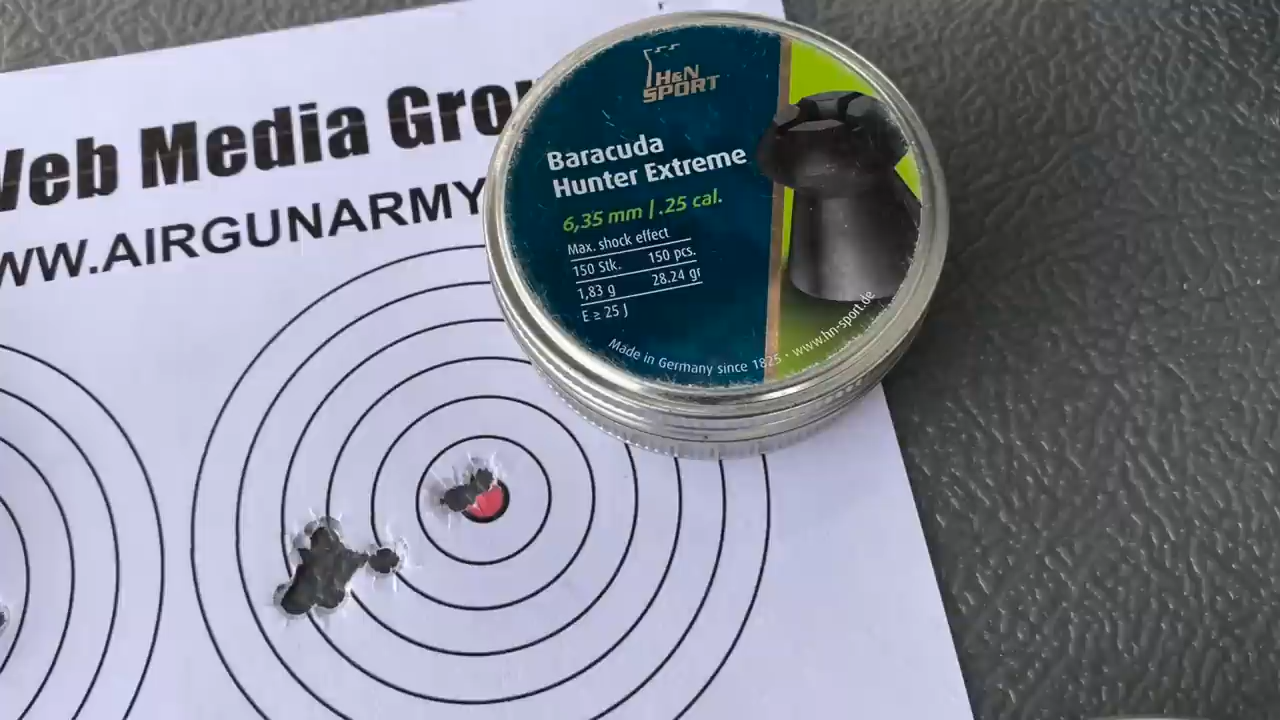 Web Media Grou
WW.AIRGUNARMY
H&N
SPORT
Baracuda
Hunter Extreme
6,35 mm | .25 cal.
Max. shock effect
150 Stk. 150 pcs.
1,83 g 28.24 gr
E ≥ 25 J
Made in Germany since 1825 · www.hn-sport.de